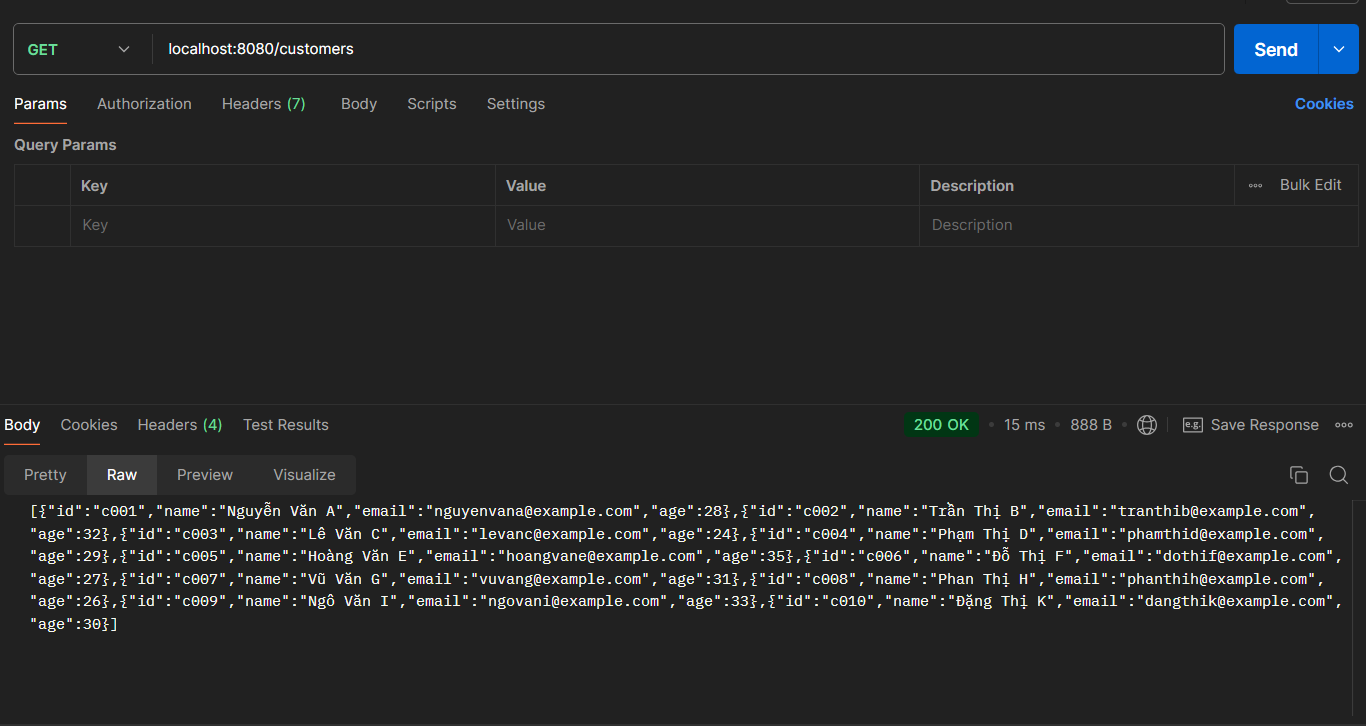 GET localhost:8080/customers Send
Params Authorization Headers (7) Body Scripts Settings Cookies
Query Params
Key Value Description Bulk Edit
Key Value Description
Body Cookies Headers (4) Test Results 200 OK 15 ms 888 B e.g. Save Response
Pretty Raw Preview Visualize
[{"id":"c001","name":"Nguyễn Văn A","email":"nguyenvana@example.com","age":28},{"id":"c002","name":"Trần Thị B","email":"tranthib@example.com",
"age":32},{"id":"c003","name":"Lê Văn C","email":"levanc@example.com","age":24},{"id":"c004","name":"Phạm Thị D","email":"phamthid@example.com",
"age":29},{"id":"c005","name":"Hoàng Văn E","email":"hoangvane@example.com","age":35},{"id":"c006","name":"Đỗ Thị F","email":"dothif@example.com",
"age":27},{"id":"c007","name":"Vũ Văn G","email":"vuvang@example.com","age":31},{"id":"c008","name":"Phan Thị H","email":"phanthih@example.com",
"age":26},{"id":"c009","name":"Ngô Văn I","email":"ngovani@example.com","age":33},{"id":"c010","name":"Đặng Thị K","email":"dangthik@example.com",
"age":30}]